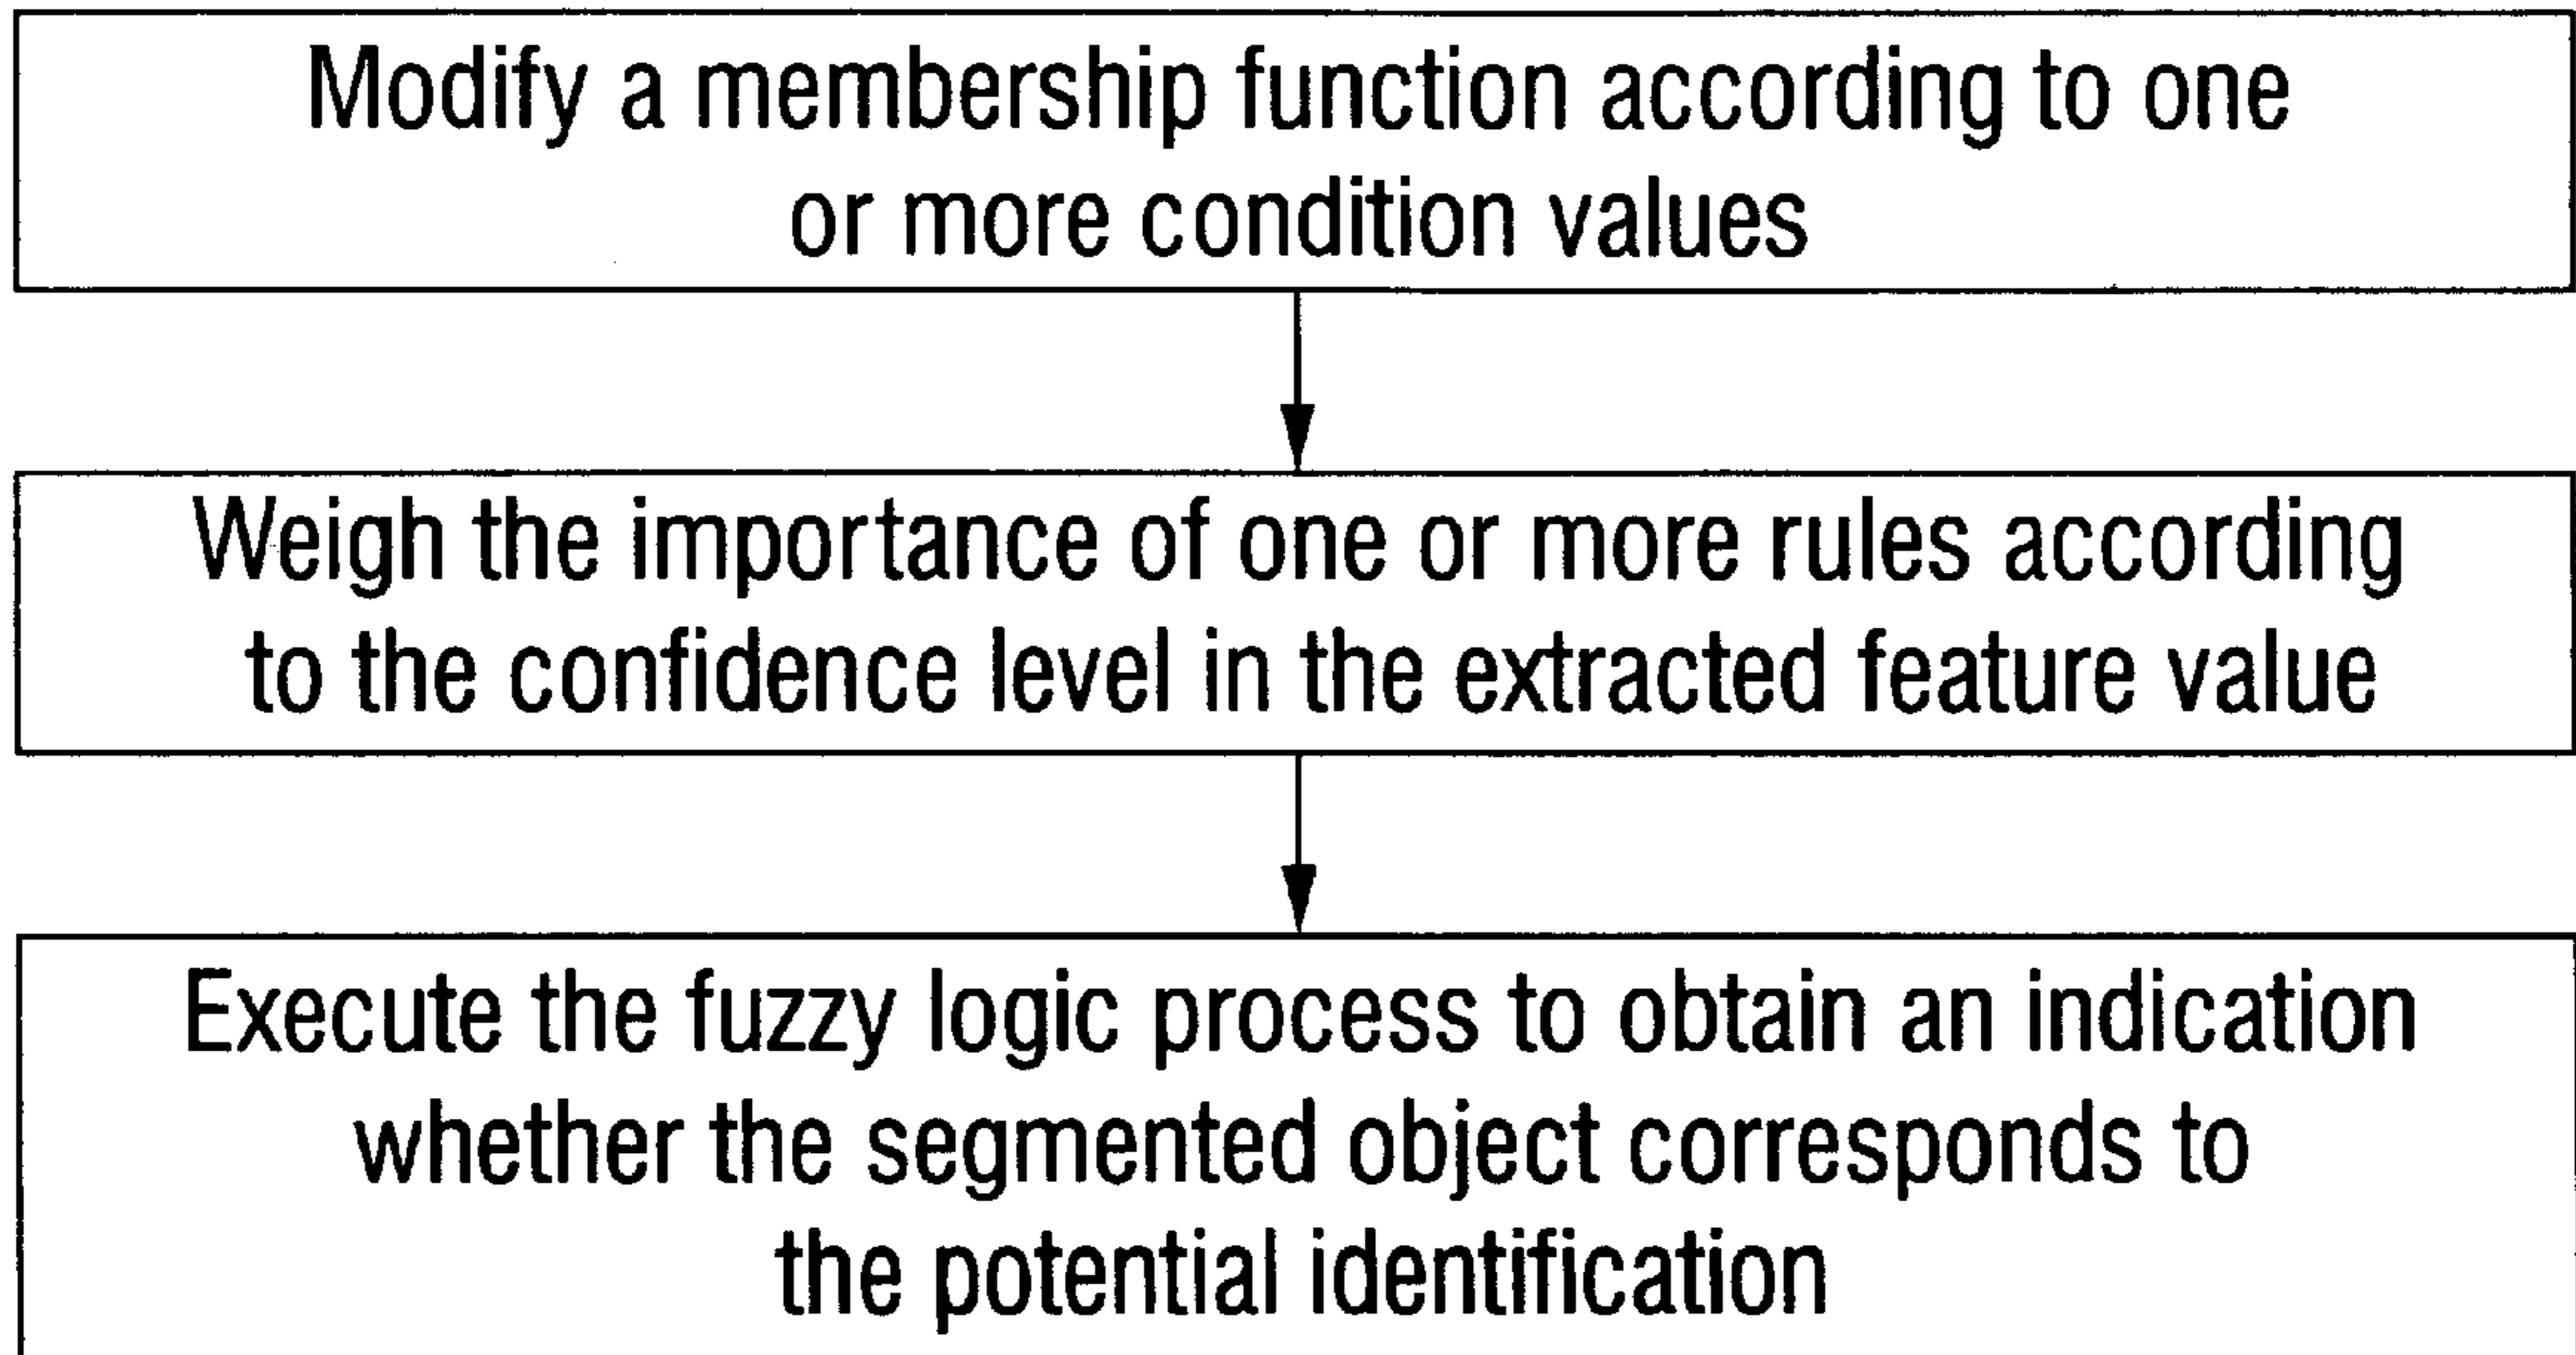 Modify a membership function according to one
or more condition values
Weigh the importance of one or more rules according
to the confidence level in the extracted feature value
Execute the fuzzy logic process to obtain an indication
whether the segmented object corresponds to
the potential identification